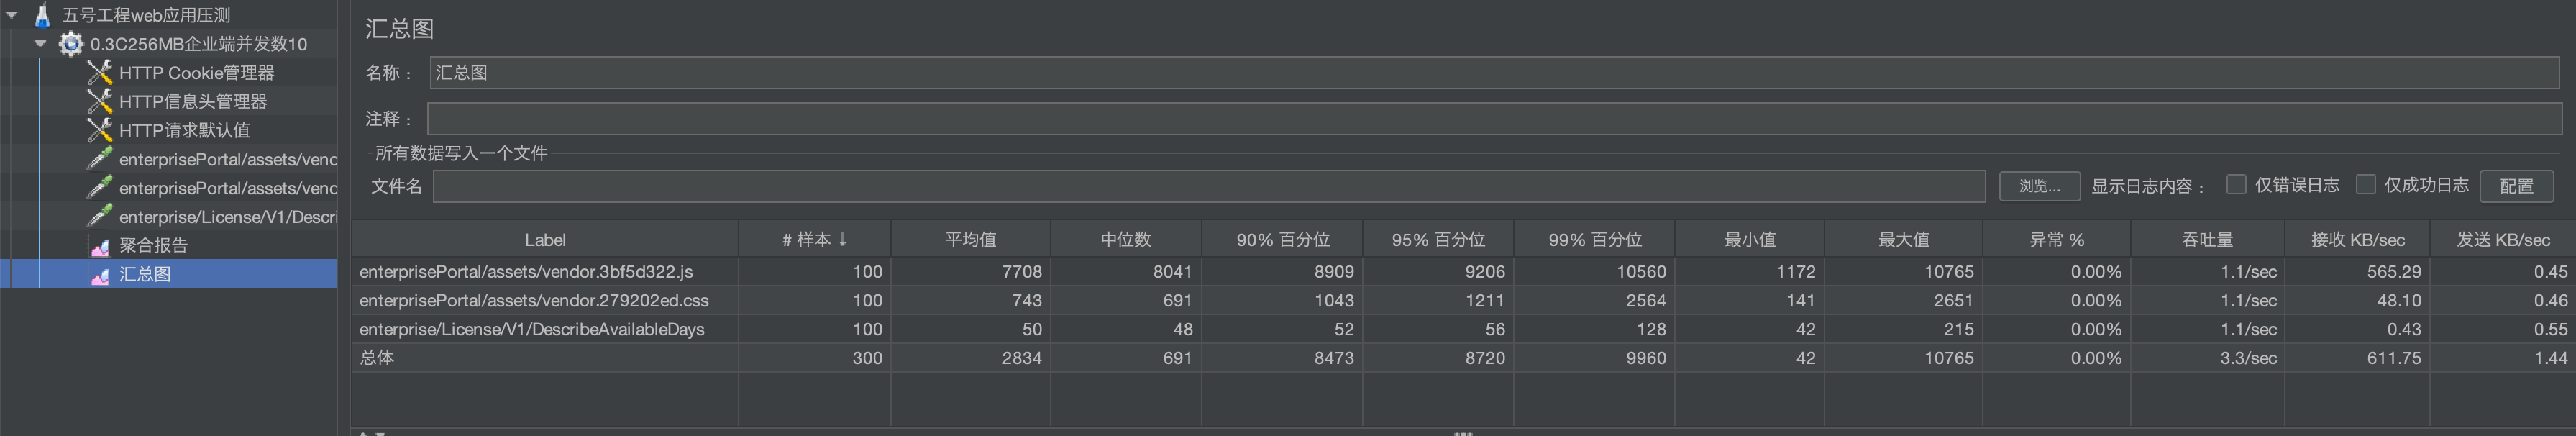 五号工程web应用压测
0.3C256MB企业端并发数10
HTTP Cookie管理器
HTTP信息头管理器
HTTP请求默认值
enterprisePortal/assets/vend
enterprisePortal/assets/vend
enterprise/License/V1/Descri
聚合报告
汇总图
汇总图
名称： 汇总图
注释：
所有数据写入一个文件
文件名 浏览... 显示日志内容： 仅错误日志 仅成功日志 配置
Label # 样本 ↓ 平均值 中位数 90% 百分位 95% 百分位 99% 百分位 最小值 最大值 异常 % 吞吐量 接收 KB/sec 发送 KB/sec
enterprisePortal/assets/vendor.3bf5d322.js 100 7708 8041 8909 9206 10560 1172 10765 0.00% 1.1/sec 565.29 0.45
enterprisePortal/assets/vendor.279202ed.css 100 743 691 1043 1211 2564 141 2651 0.00% 1.1/sec 48.10 0.46
enterprise/License/V1/DescribeAvailableDays 100 50 48 52 56 128 42 215 0.00% 1.1/sec 0.43 0.55
总体 300 2834 691 8473 8720 9960 42 10765 0.00% 3.3/sec 611.75 1.44